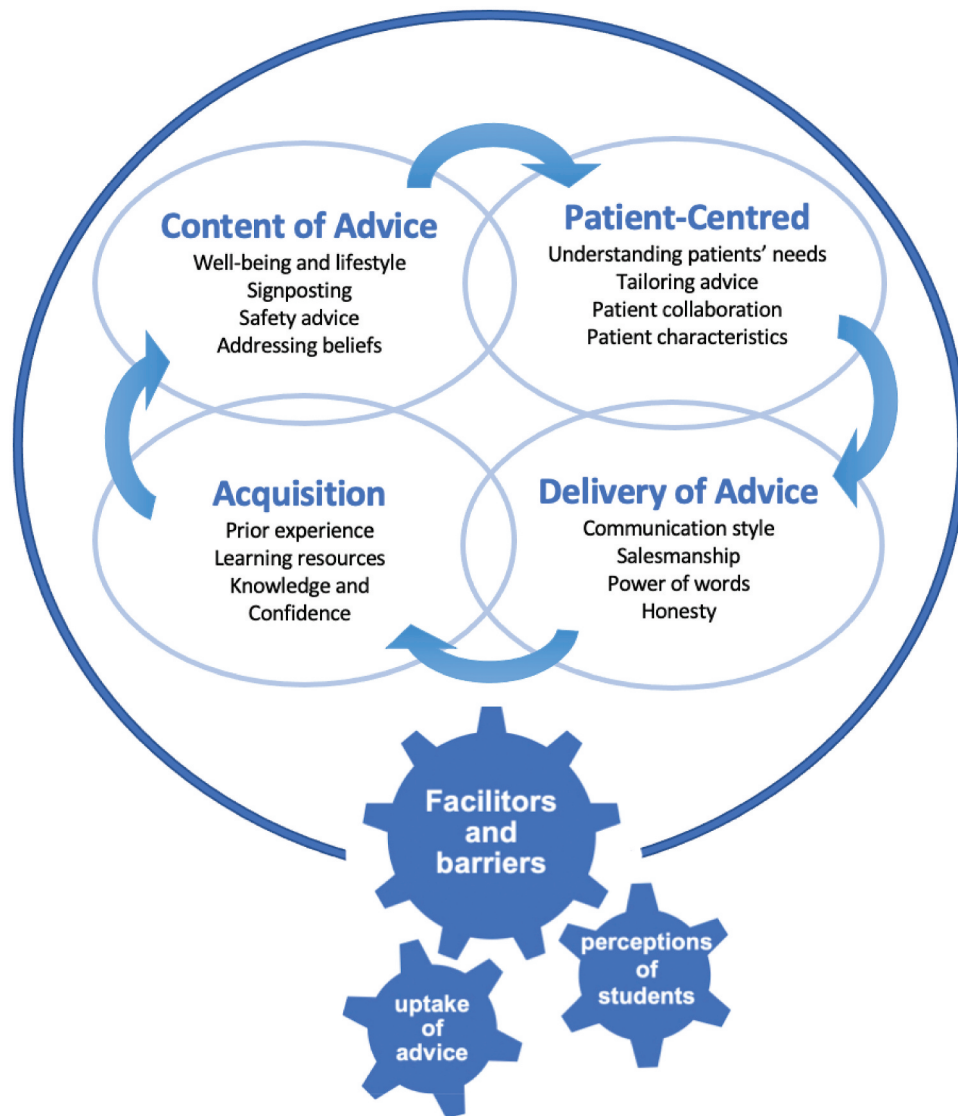 Content of Advice
Well-being and lifestyle
Signposting
Safety advice
Addressing beliefs
Patient-Centred
Understanding patients' needs
Tailoring advice
Patient collaboration
Patient characteristics
Acquisition
Prior experience
Learning resources
Knowledge and
Confidence
Delivery of Advice
Communication style
Salesmanship
Power of words
Honesty
Facilitors
and
barriers
perceptions
of
students
uptake
of
advice